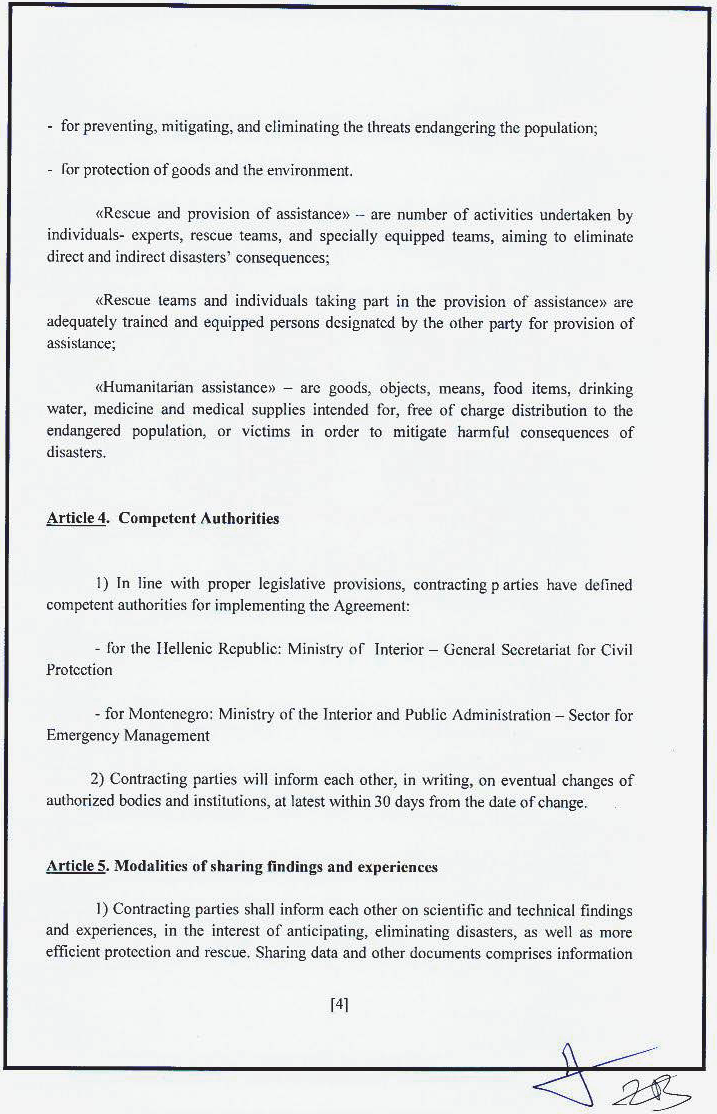 - for preventing, mitigating, and eliminating the threats endangering the population;
- for protection of goods and the environment.
«Rescue and provision of assistance» – are number of activities undertaken by
individuals- experts, rescue teams, and specially equipped teams, aiming to eliminate
direct and indirect disasters' consequences;
«Rescue teams and individuals taking part in the provision of assistance» are
adequately trained and equipped persons designated by the other party for provision of
assistance;
«Humanitarian assistance» – are goods, objects, means, food items, drinking
water, medicine and medical supplies intended for, free of charge distribution to the
endangered population, or victims in order to mitigate harmful consequences of
disasters.
Article 4. Competent Authorities
1) In line with proper legislative provisions, contracting p arties have defined
competent authorities for implementing the Agreement:
- for the Hellenic Republic: Ministry of Interior – General Secretariat for Civil
Protection
- for Montenegro: Ministry of the Interior and Public Administration – Sector for
Emergency Management
2) Contracting parties will inform each other, in writing, on eventual changes of
authorized bodies and institutions, at latest within 30 days from the date of change.
Article 5. Modalities of sharing findings and experiences
1) Contracting parties shall inform each other on scientific and technical findings
and experiences, in the interest of anticipating, eliminating disasters, as well as more
efficient protection and rescue. Sharing data and other documents comprises information
[4]